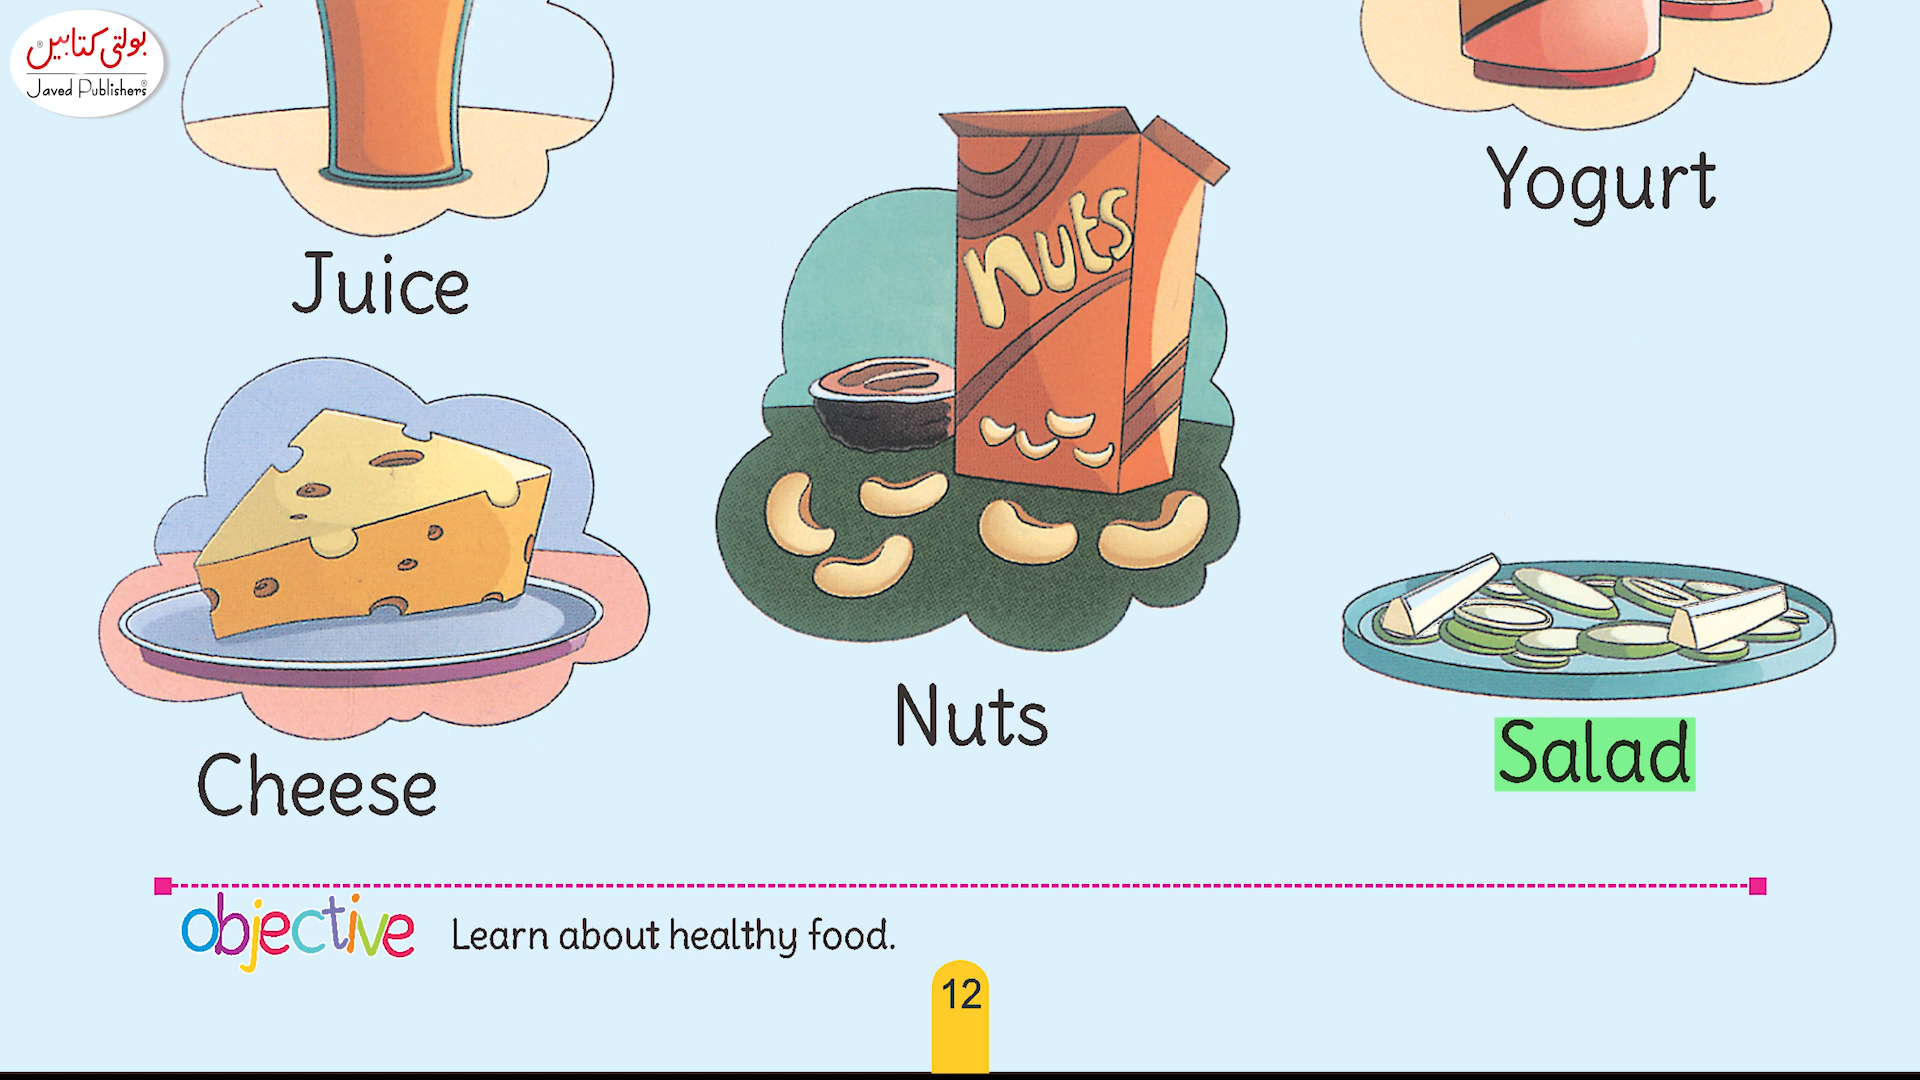 بولتی کتابیں
Javed Publishers
Yogurt
nuts
Juice
Nuts
Salad
Cheese
objective Learn about healthy food.
12